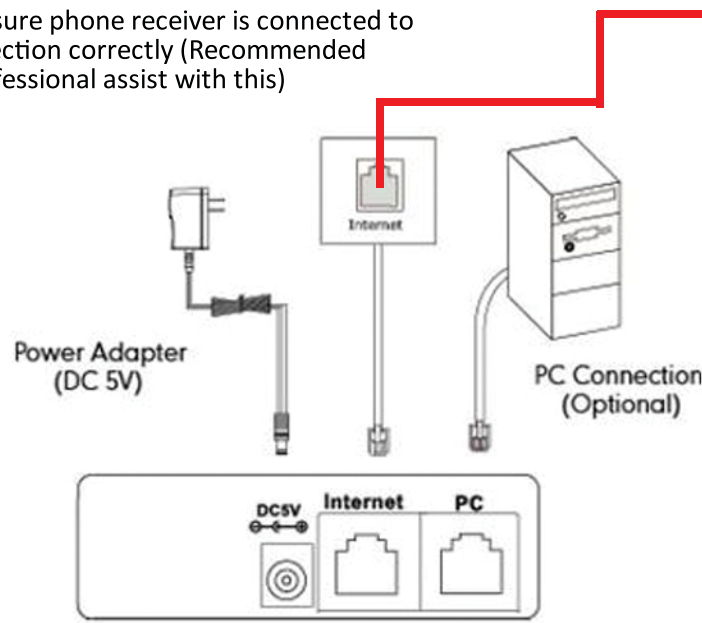 sure phone receiver is connected to
ection correctly (Recommended
fessional assist with this)
Internet
Power Adapter
(DC 5V)
PC Connection
(Optional)
DC5V
Internet
PC